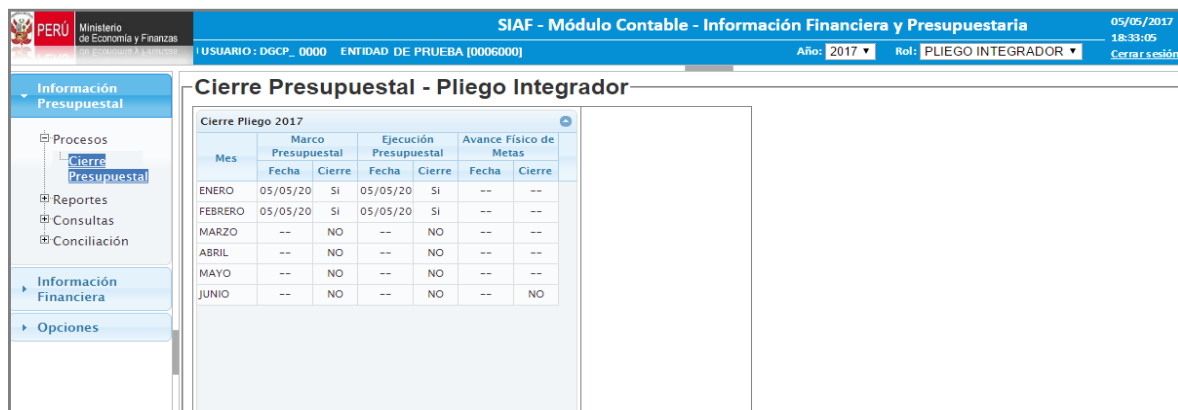 PERÚ Ministerio de Economía y Finanzas
SIAF - Módulo Contable - Información Financiera y Presupuestaria
05/05/2017
18:33:05
USUARIO : DGCP_ 0000 ENTIDAD DE PRUEBA [0006000] Año: 2017 Rol: PLIEGO INTEGRADOR Cerrar sesión
Información
Presupuestal
Procesos
Cierre
Presupuestal
Reportes
Consultas
Conciliación
Información
Financiera
Opciones
Cierre Presupuestal - Pliego Integrador
Cierre Pliego 2017
Mes Marco Presupuestal Ejecución Presupuestal Avance Físico de Metas
Fecha Cierre Fecha Cierre Fecha Cierre
ENERO 05/05/20 Si 05/05/20 Si -- --
FEBRERO 05/05/20 Si 05/05/20 Si -- --
MARZO -- NO -- NO -- --
ABRIL -- NO -- NO -- --
MAYO -- NO -- NO -- --
JUNIO -- NO -- NO -- NO